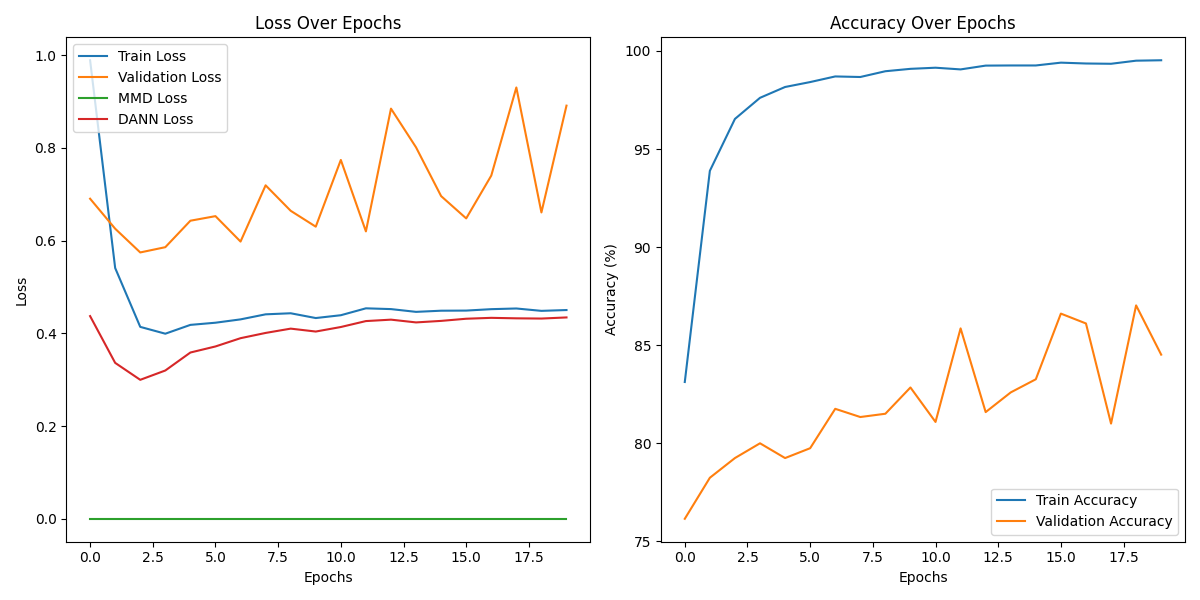 Loss Over Epochs
1.0
0.8
0.6
0.4
0.2
0.0
Loss
Train Loss
Validation Loss
MMD Loss
DANN Loss
0.0 2.5 5.0 7.5 10.0 12.5 15.0 17.5
Epochs
Accuracy Over Epochs
100
95
90
85
80
75
Accuracy (%)
Train Accuracy
Validation Accuracy
0.0 2.5 5.0 7.5 10.0 12.5 15.0 17.5
Epochs